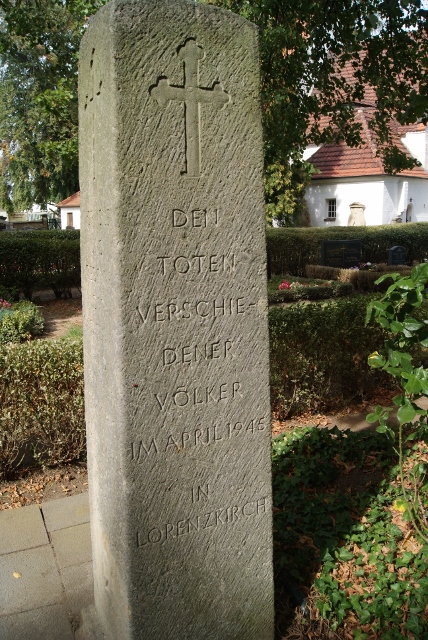 DEN
TOTEN
VERSCHIE-
DENER
VÖLKER
IM APRIL 1945
IN
LORENZKIRCH